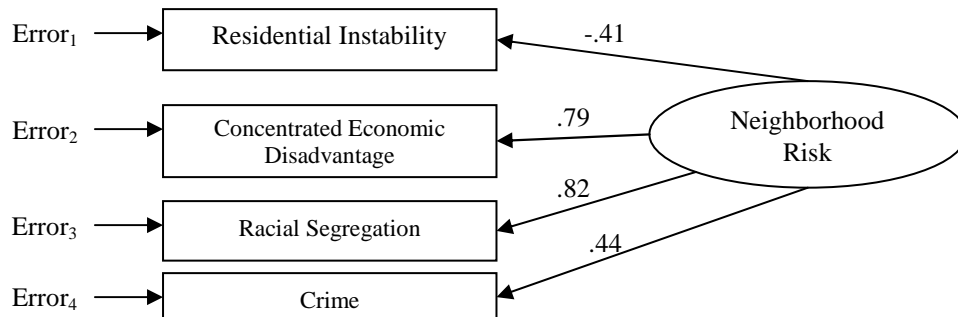 Error₁
Residential Instability
-.41
Error₂
Concentrated Economic
Disadvantage
.79
Neighborhood
Risk
Error₃
Racial Segregation
.82
Error₄
Crime
.44